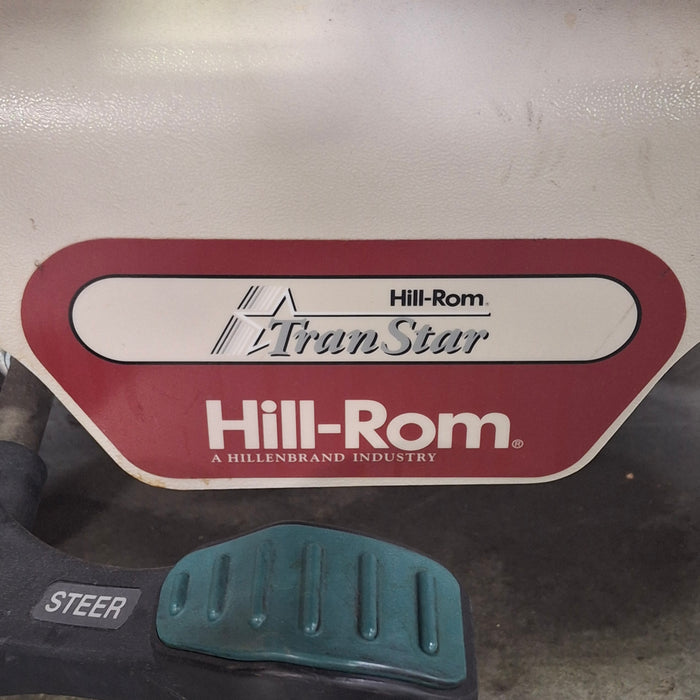 Hill-Rom
TranStar
Hill-Rom®
A HILLENBRAND INDUSTRY
STEER